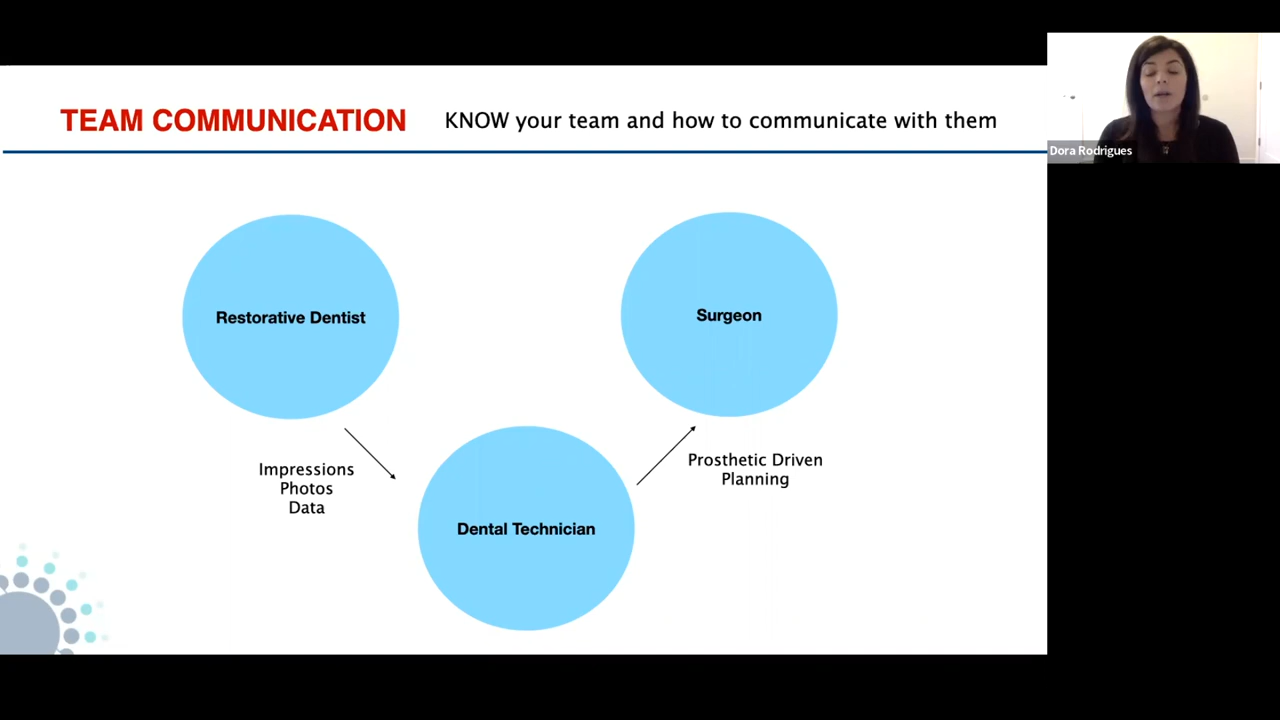 TEAM COMMUNICATION
KNOW your team and how to communicate with them
Dora Rodrigues
Restorative Dentist
Surgeon
Impressions
Photos
Data
Prosthetic Driven
Planning
Dental Technician